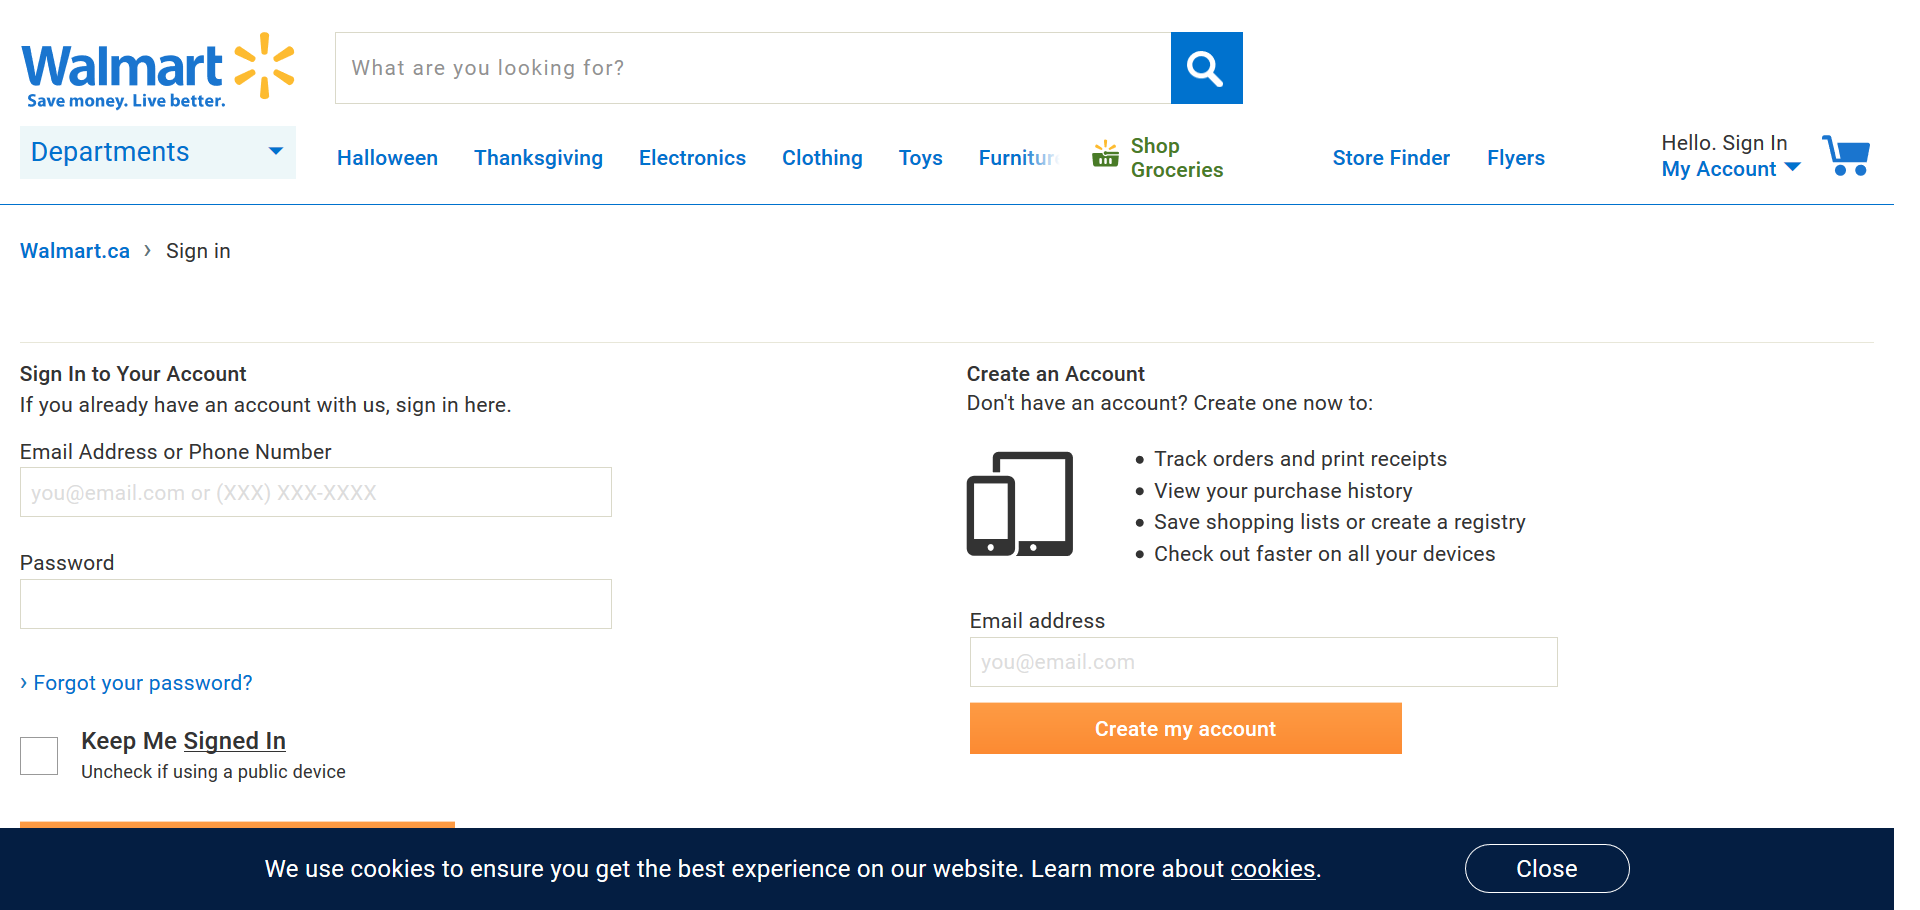 Walmart
Save money. Live better.
What are you looking for?
Departments
Halloween
Thanksgiving
Electronics
Clothing
Toys
Furniture
Shop
Groceries
Store Finder
Flyers
Hello. Sign In
My Account
Walmart.ca › Sign in
Sign In to Your Account
If you already have an account with us, sign in here.
Email Address or Phone Number
you@email.com or (XXX) XXX-XXXX
Password
› Forgot your password?
Keep Me Signed In
Uncheck if using a public device
Create an Account
Don't have an account? Create one now to:
• Track orders and print receipts
• View your purchase history
• Save shopping lists or create a registry
• Check out faster on all your devices
Email address
you@email.com
Create my account
We use cookies to ensure you get the best experience on our website. Learn more about cookies.
Close